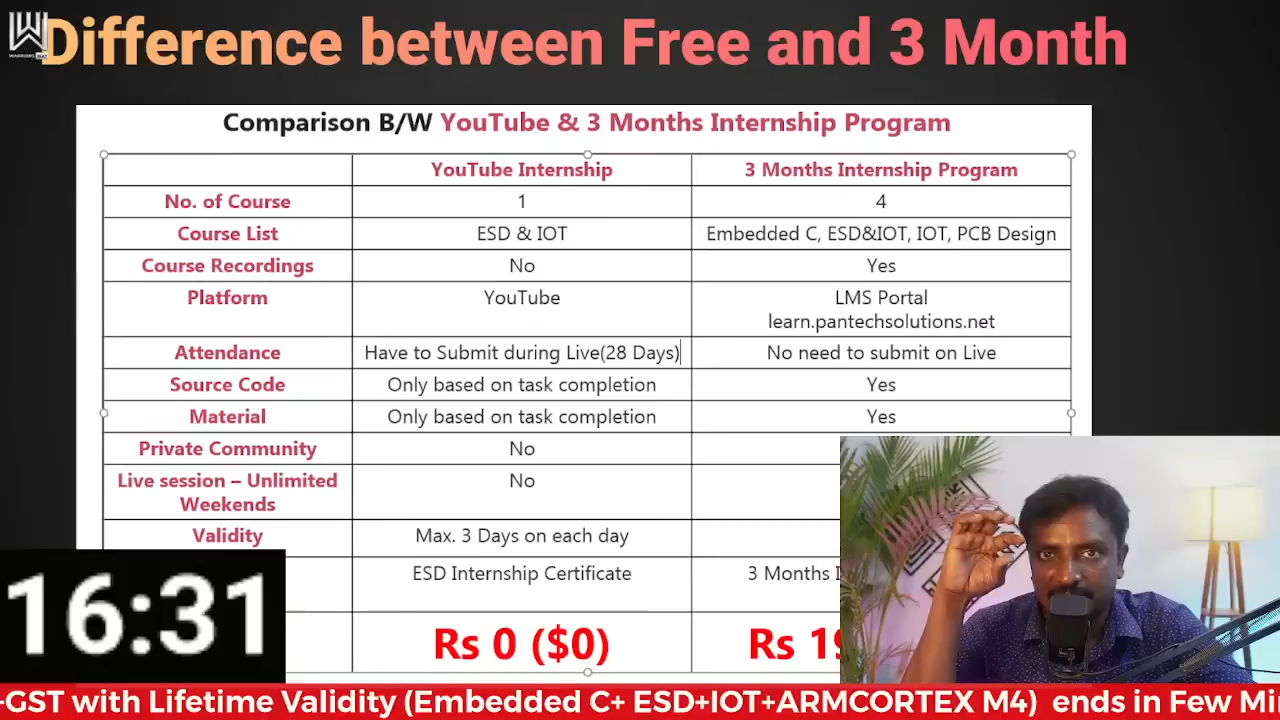 W
Difference between Free and 3 Month
Comparison B/W YouTube & 3 Months Internship Program
YouTube Internship 3 Months Internship Program
No. of Course 1 4
Course List ESD & IOT Embedded C, ESD&IOT, IOT, PCB Design
Course Recordings No Yes
Platform YouTube LMS Portal
learn.pantechsolutions.net
Attendance Have to Submit during Live(28 Days) No need to submit on Live
Source Code Only based on task completion Yes
Material Only based on task completion Yes
Private Community No
Live session – Unlimited No
Weekends
Validity Max. 3 Days on each day
ESD Internship Certificate 3 Months
16:31
Rs 0 ($0) Rs 19
-GST with Lifetime Validity (Embedded C+ ESD+IOT+ARMCORTEX M4) ends in Few Mi